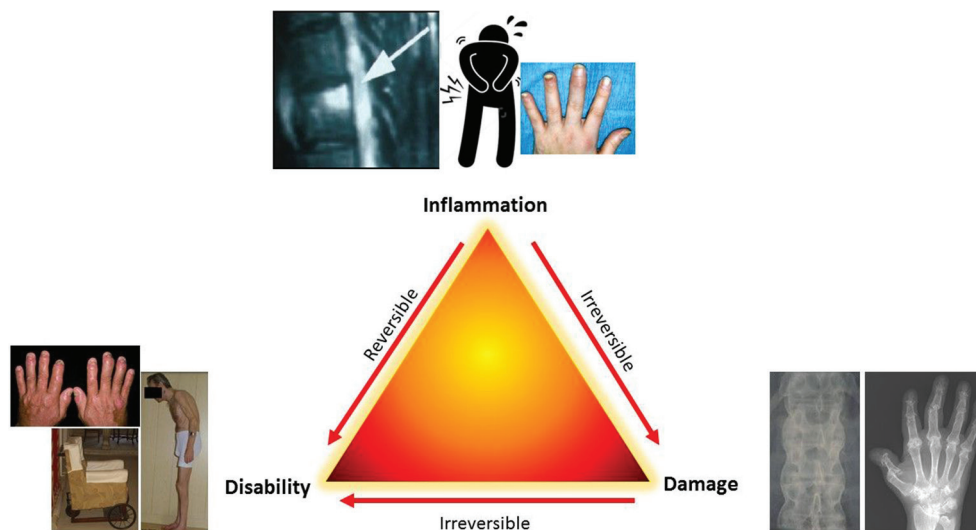 Inflammation
Reversible
Irreversible
Disability
Damage
Irreversible